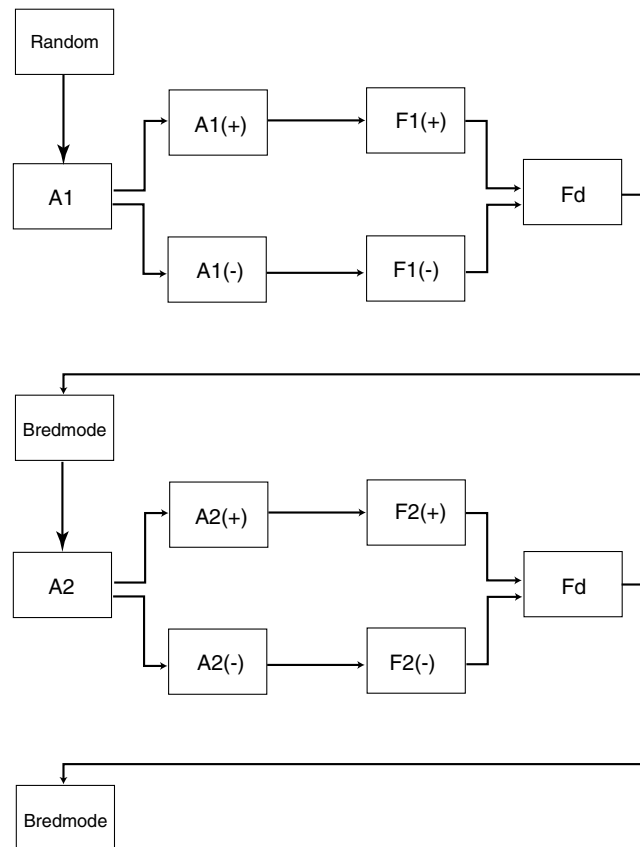 Random
A1
A1(+)
F1(+)
Fd
A1(-)
F1(-)
Bredmode
A2
A2(+)
F2(+)
Fd
A2(-)
F2(-)
Bredmode